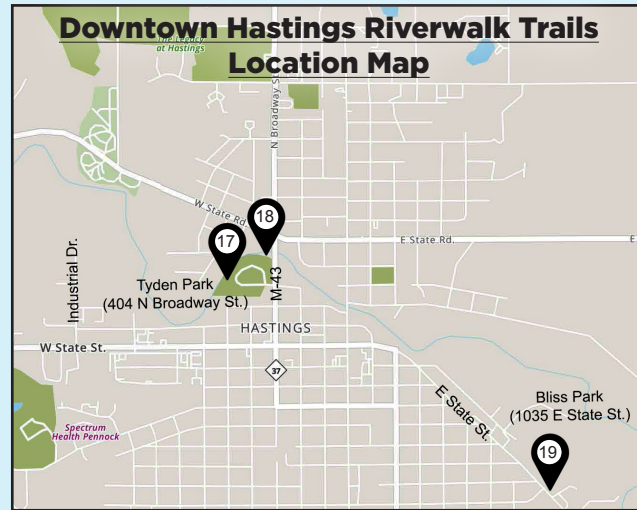 Downtown Hastings Riverwalk Trails
Location Map
The Legacy
at Hastings
N Broadway St.
W State Rd.
18
17
E State Rd.
E
Tyden Park
(404 N Broadway St.)
M-43
Industrial Dr.
HASTINGS
W State St.
37
E State St.
Bliss Park
(1035 E State St.)
Spectrum
Health Pennock
19